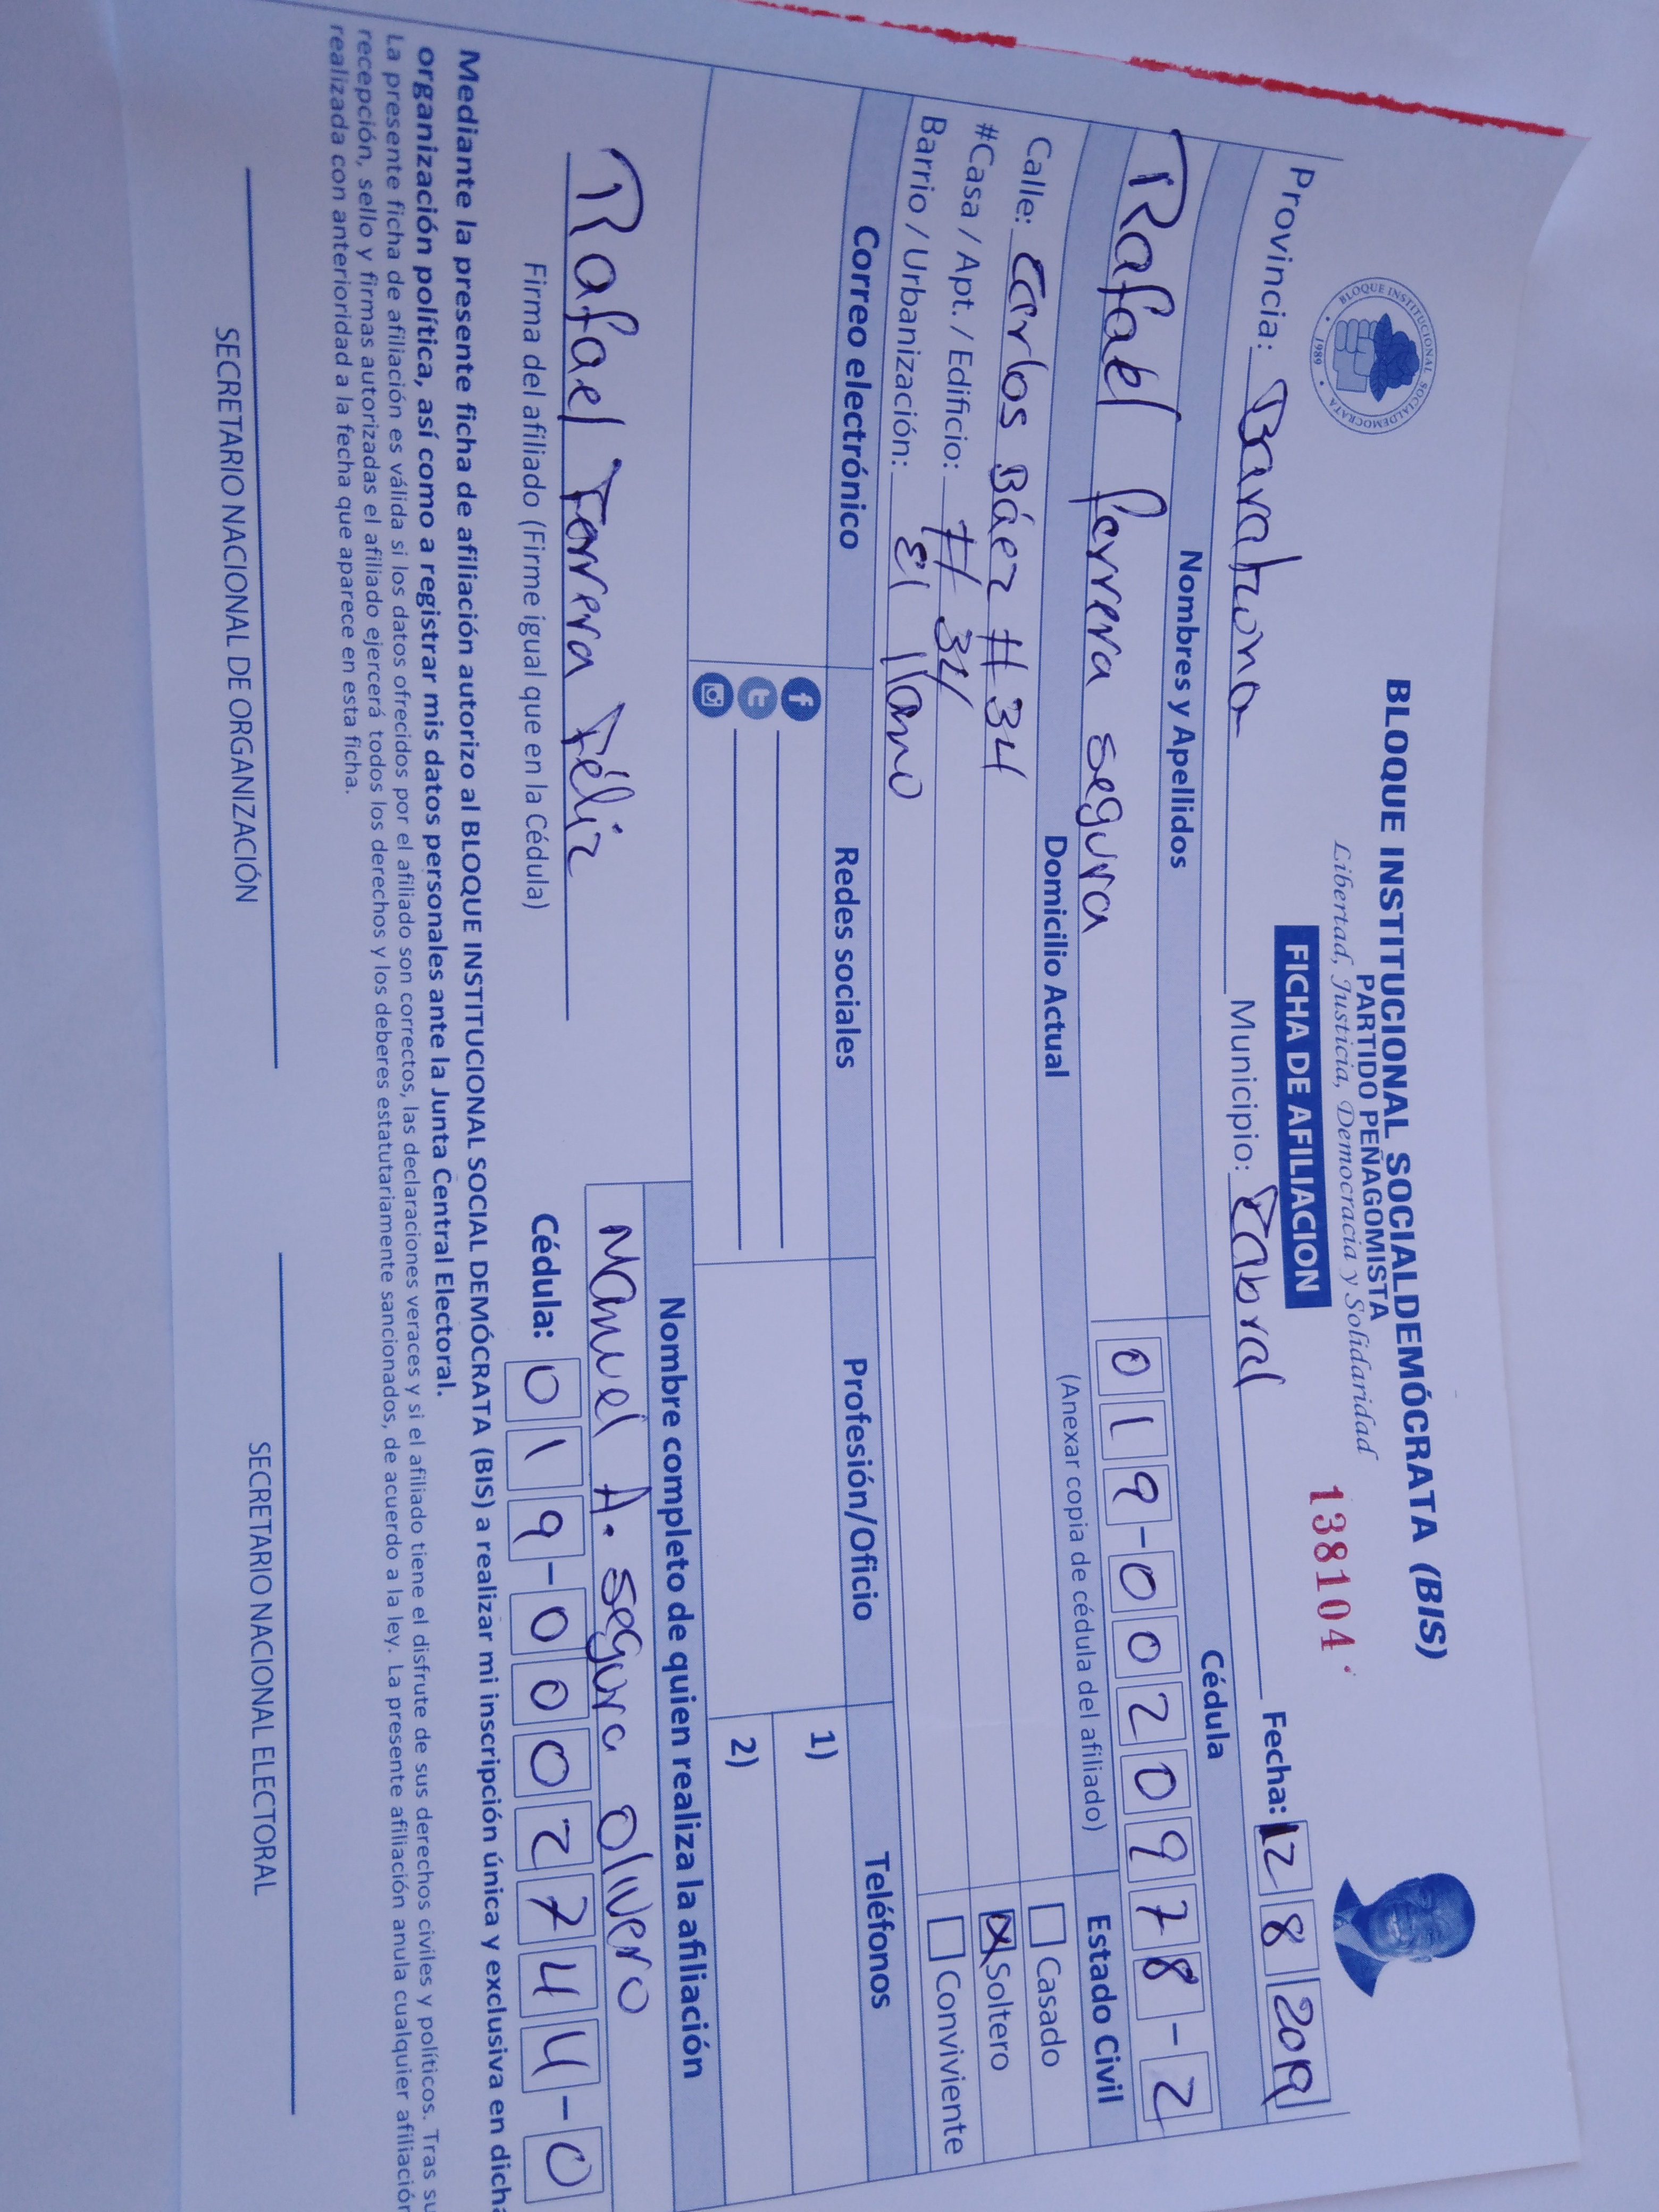 BLOQUE INSTITUCIONAL SOCIALDEMÓCRATA (BIS)
PARTIDO PEÑAGOMISTA
Libertad, Justicia, Democracia y Solidaridad
BLOQUE INSTITUCIONAL SOCIALDEMOCRATA
1989
FICHA DE AFILIACION
138104
Provincia: Barahona Municipio: Cabral Fecha: 12 8 2019
Nombres y Apellidos Cédula
Rafael Ferrera Segura 019-0020978-2
Domicilio Actual (Anexar copia de cédula del afiliado) Estado Civil
Calle: Carlos Báez # 34 Casado
#Casa / Apt. / Edificio: # 34 Soltero
Barrio / Urbanización: El llano Conviviente
Correo electrónico Redes sociales Profesión/Oficio Teléfonos
1)
2)
Nombre completo de quien realiza la afiliación
Rafael Ferrera Féliz Manuel A. Segura Olivero
Firma del afiliado (Firme igual que en la Cédula) Cédula: 019-0002744-0
Mediante la presente ficha de afiliación autorizo al BLOQUE INSTITUCIONAL SOCIAL DEMÓCRATA (BIS) a realizar mi inscripción única y exclusiva en dicha
organización política, así como a registrar mis datos personales ante la Junta Central Electoral.
La presente ficha de afiliación es válida si los datos ofrecidos por el afiliado son correctos, las declaraciones veraces y si el afiliado tiene el disfrute de sus derechos civiles y políticos. Tras su
recepción, sello y firmas autorizadas el afiliado ejercerá todos los derechos y los deberes estatutariamente sancionados, de acuerdo a la ley. La presente afiliación anula cualquier afiliación
realizada con anterioridad a la fecha que aparece en esta ficha.
SECRETARIO NACIONAL DE ORGANIZACIÓN SECRETARIO NACIONAL ELECTORAL